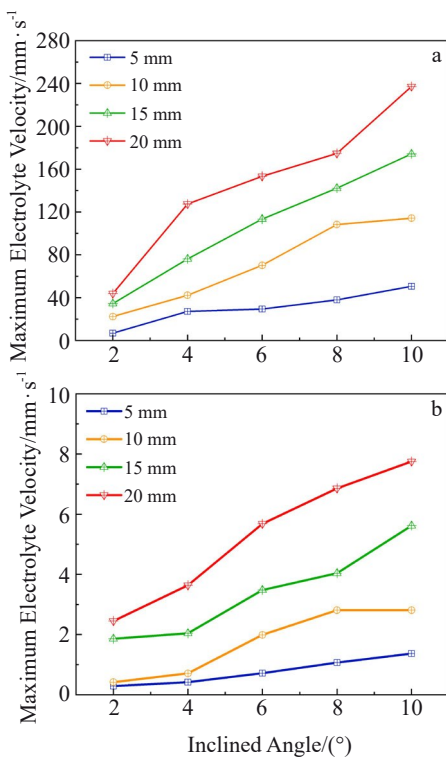 280
240
200
160
120
80
40
0
Maximum Electrolyte Velocity/mm·s⁻¹
5 mm
10 mm
15 mm
20 mm
a
2 4 6 8 10
10
8
6
4
2
0
Maximum Electrolyte Velocity/mm·s⁻¹
5 mm
10 mm
15 mm
20 mm
b
2 4 6 8 10
Inclined Angle/(°)